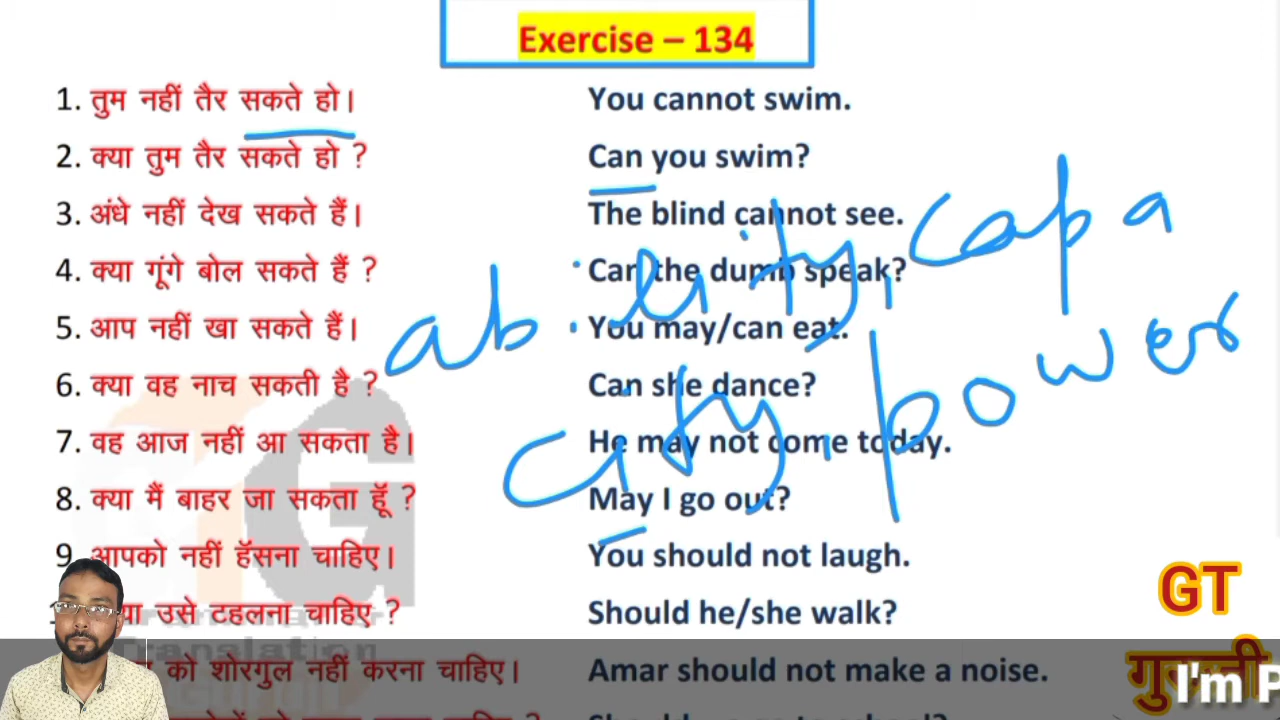 Exercise – 134
1. तुम नहीं तैर सकते हो। You cannot swim.
2. क्या तुम तैर सकते हो ? Can you swim?
3. अंधे नहीं देख सकते हैं। The blind cannot see.
4. क्या गूंगे बोल सकते हैं ? Can the dumb speak?
5. आप नहीं खा सकते हैं। You may/can eat.
6. क्या वह नाच सकती है ? Can she dance?
7. वह आज नहीं आ सकता है। He may not come today.
8. क्या मैं बाहर जा सकता हूॅं ? May I go out?
9. आपको नहीं हॅंसना चाहिए। You should not laugh.
उसे टहलना चाहिए ? Should he/she walk?
को शोरगुल नहीं करना चाहिए। Amar should not make a noise.
ability, capa
city, power
Translation
GT
गुरुजी
I'm P